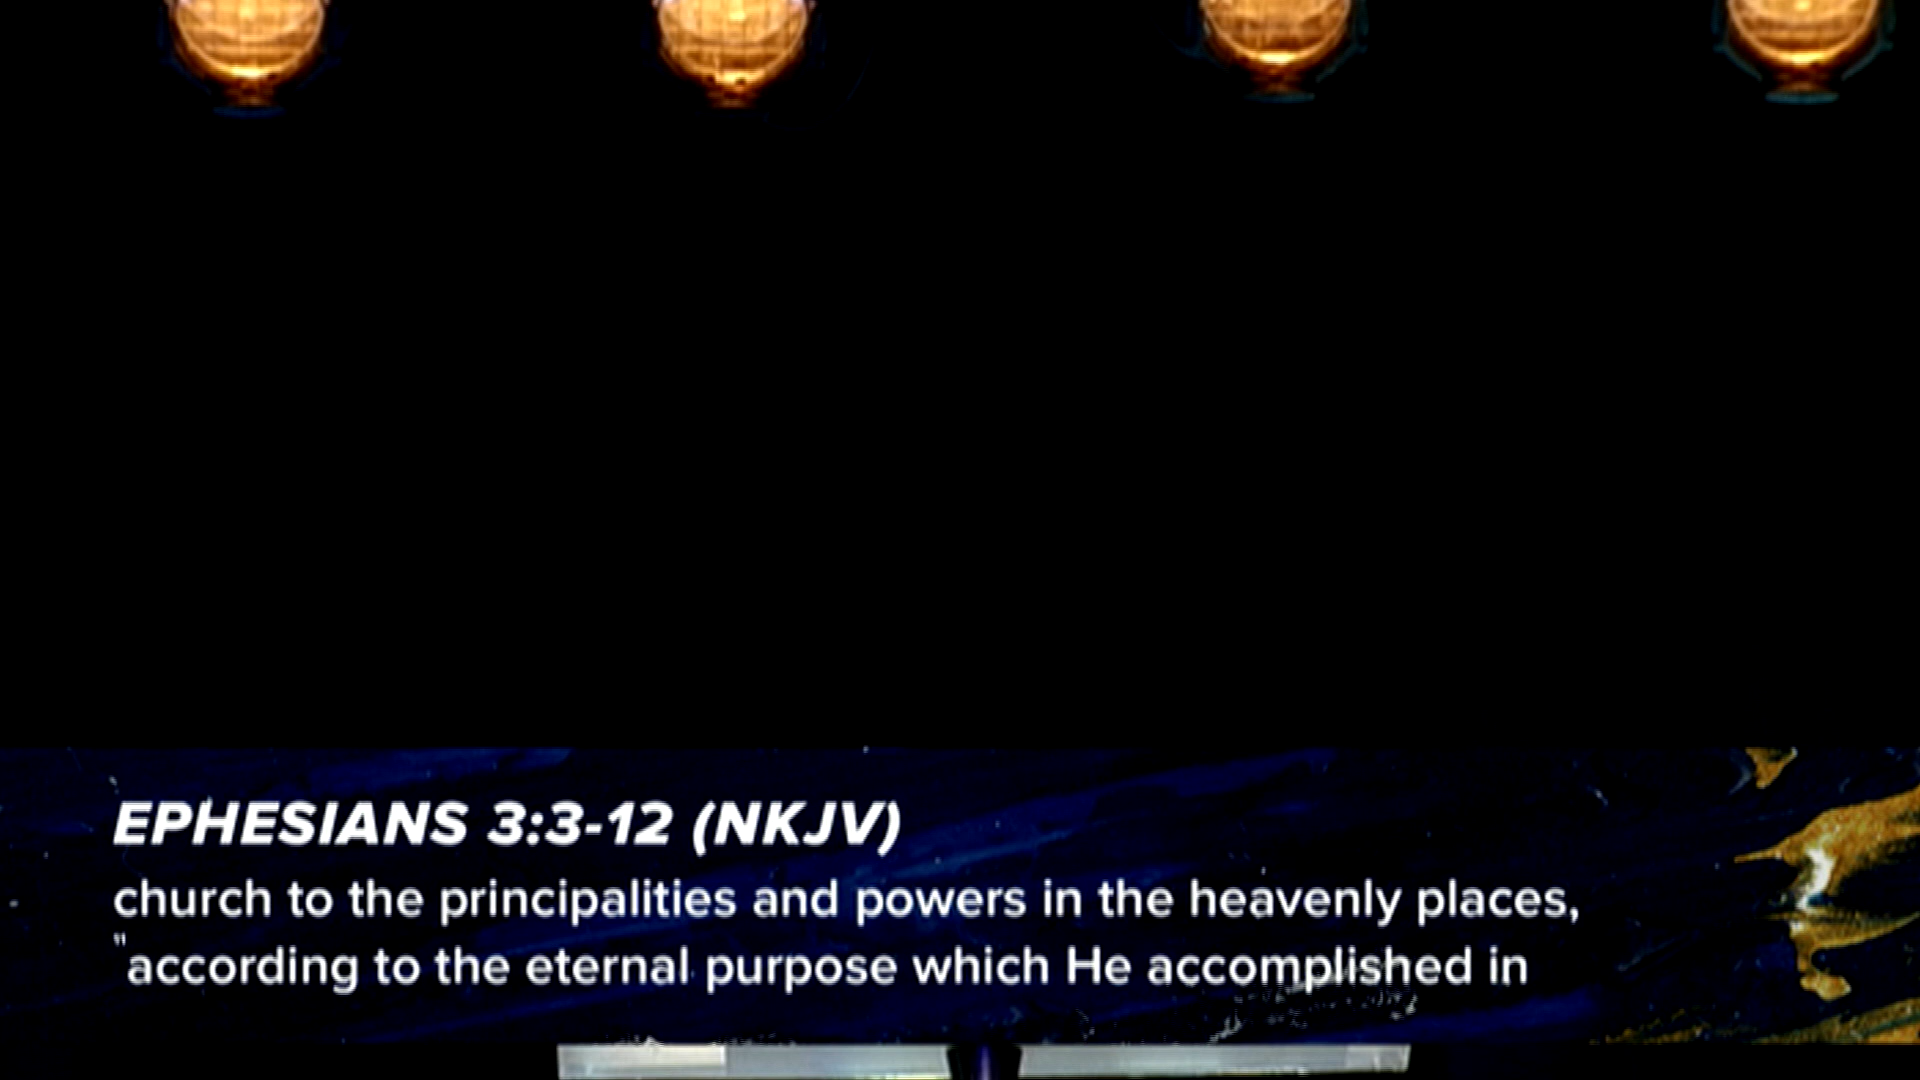 EPHESIANS 3:3-12 (NKJV)
church to the principalities and powers in the heavenly places,
"according to the eternal purpose which He accomplished in